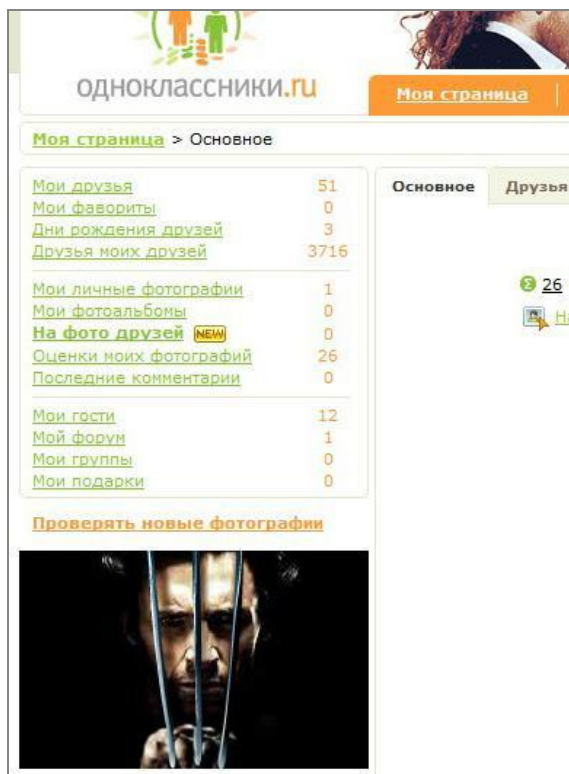 одноклассники.ru
Моя страница
Моя страница > Основное
Мои друзья 51
Мои фавориты 0
Дни рождения друзей 3
Друзья моих друзей 3716
Мои личные фотографии 1
Мои фотоальбомы 0
На фото друзей NEW 0
Оценки моих фотографий 26
Последние комментарии 0
Мои гости 12
Мой форум 1
Мои группы 0
Мои подарки 0
Проверять новые фотографии
Основное Друзья
Σ 26